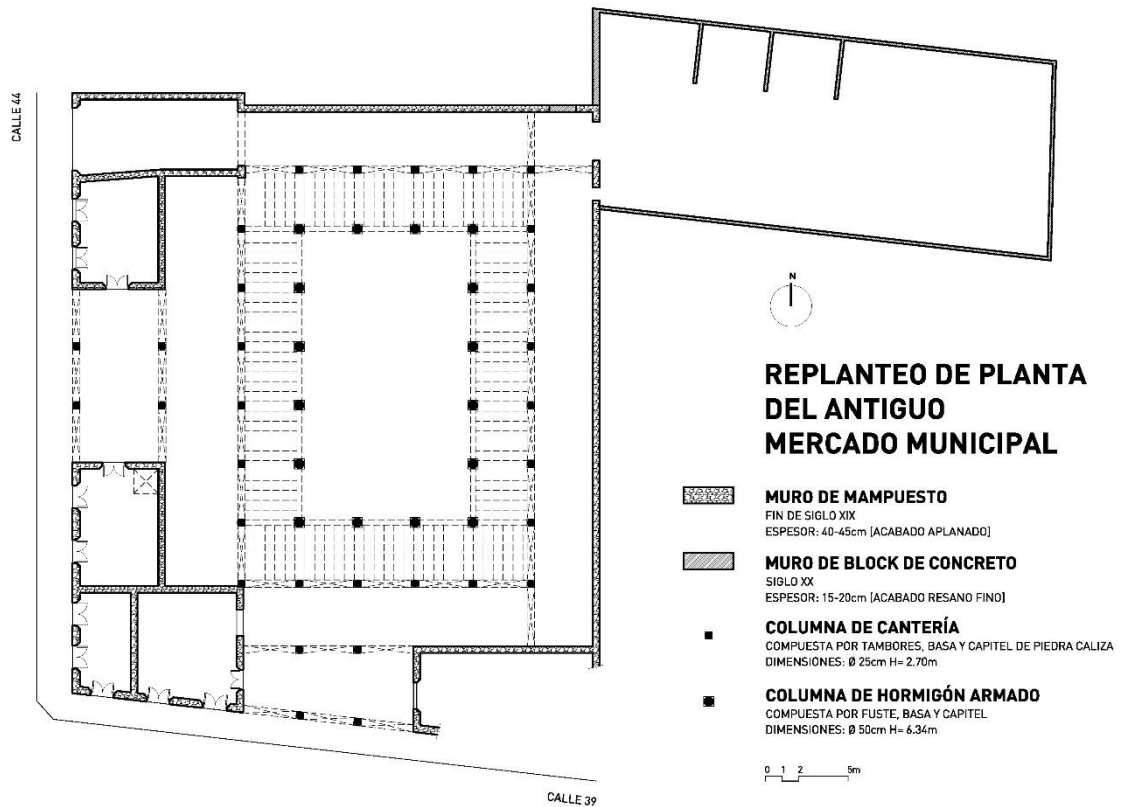 CALLE 44
N
REPLANTEO DE PLANTA
DEL ANTIGUO
MERCADO MUNICIPAL
MURO DE MAMPUESTO
FIN DE SIGLO XIX
ESPESOR: 40-45cm [ACABADO APLANADO]
MURO DE BLOCK DE CONCRETO
SIGLO XX
ESPESOR: 15-20cm [ACABADO RESANO FINO]
COLUMNA DE CANTERÍA
COMPUESTA POR TAMBORES, BASA Y CAPITEL DE PIEDRA CALIZA
DIMENSIONES: Ø 25cm H= 2.70m
COLUMNA DE HORMIGÓN ARMADO
COMPUESTA POR FUSTE, BASA Y CAPITEL
DIMENSIONES: Ø 50cm H= 6.34m
0 1 2 5m
CALLE 39